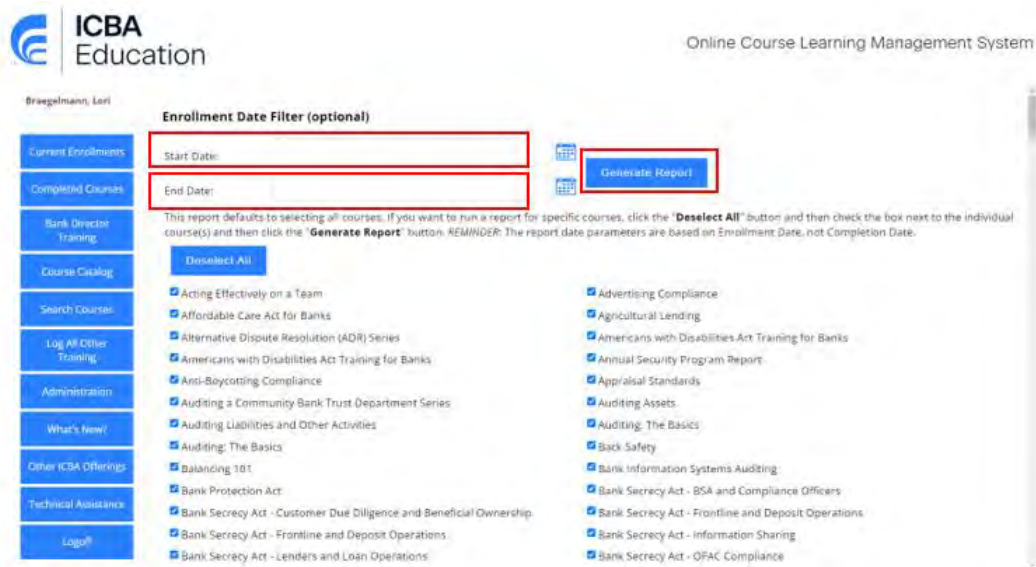 ICBA
Education
Online Course Learning Management System
Braegelmann, Lori
Enrollment Date Filter (optional)
Current Enrollments
Start Date:
Generate Report
Completed Courses
End Date:
Bank Director
Training
This report defaults to selecting all courses. If you want to run a report for specific courses, click the "Deselect All" button and then check the box next to the individual
course(s) and then click the "Generate Report" button. REMINDER: The report date parameters are based on Enrollment Date, not Completion Date.
Course Catalog
Deselect All
Search Courses
Log All Other
Training
Administration
What's New?
Other ICBA Offerings
Technical Assistance
Logoff
Acting Effectively on a Team
Advertising Compliance
Affordable Care Act for Banks
Agricultural Lending
Alternative Dispute Resolution (ADR) Series
Americans with Disabilities Act Training for Banks
Americans with Disabilities Act Training for Banks
Annual Security Program Report
Anti-Boycotting Compliance
Appraisal Standards
Auditing a Community Bank Trust Department Series
Auditing Assets
Auditing Liabilities and Other Activities
Auditing: The Basics
Auditing: The Basics
Back Safety
Balancing 101
Bank Information Systems Auditing
Bank Protection Act
Bank Secrecy Act - BSA and Compliance Officers
Bank Secrecy Act - Customer Due Diligence and Beneficial Ownership
Bank Secrecy Act - Frontline and Deposit Operations
Bank Secrecy Act - Frontline and Deposit Operations
Bank Secrecy Act - Information Sharing
Bank Secrecy Act - Lenders and Loan Operations
Bank Secrecy Act - OFAC Compliance